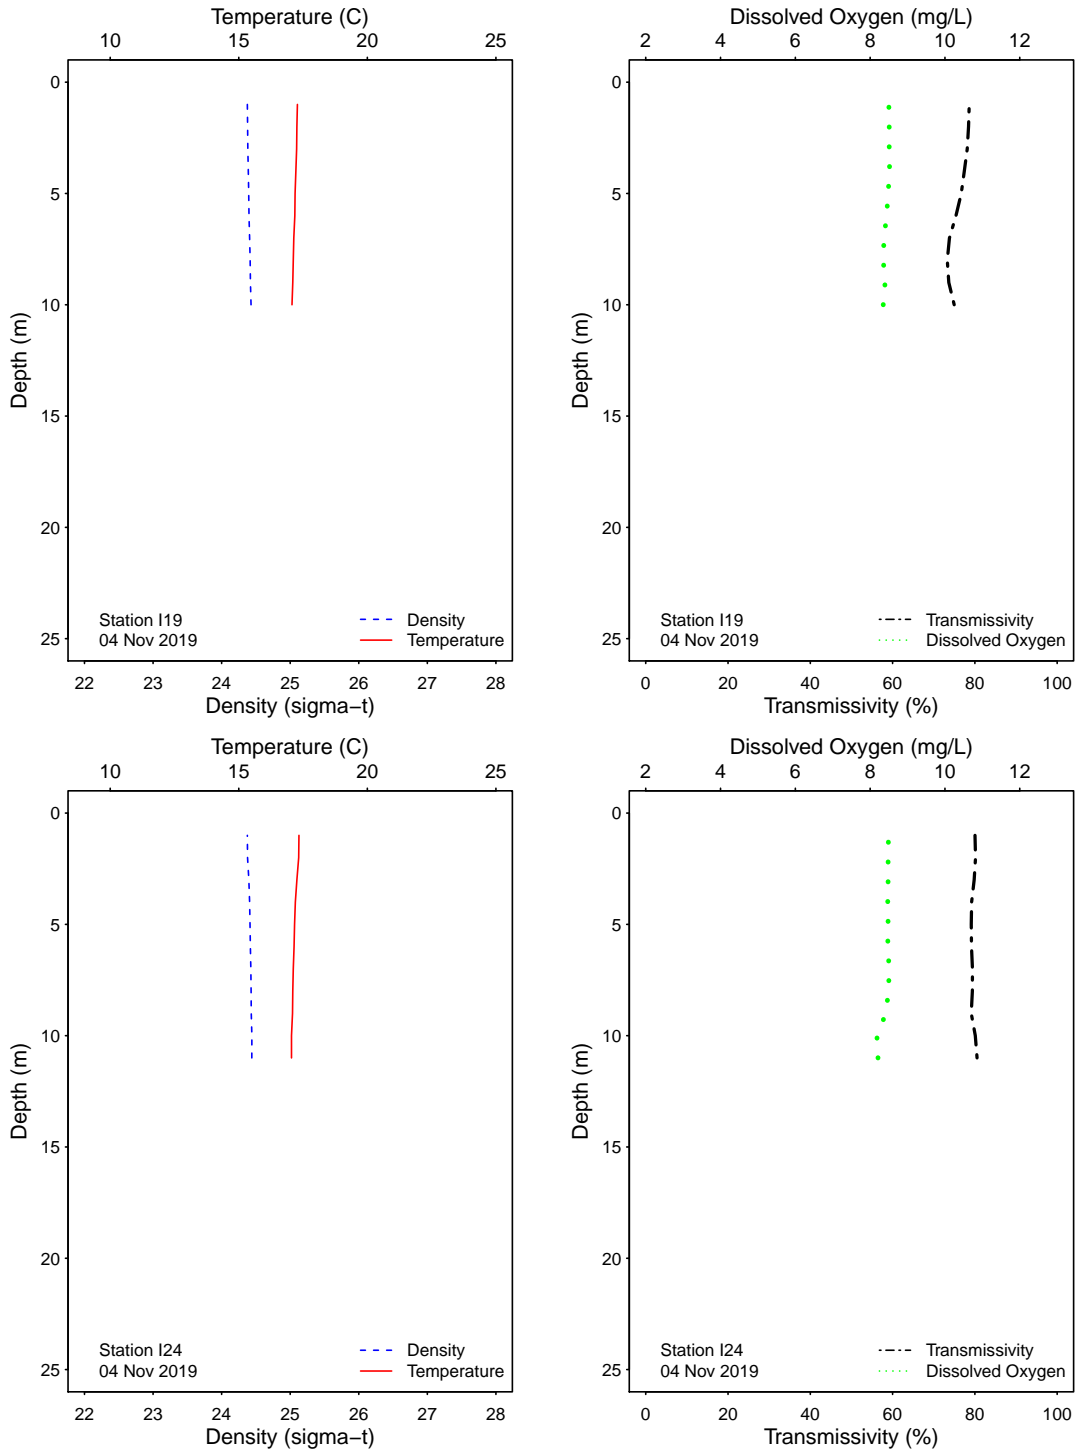 Temperature (C)
10 15 20 25
0
5
10
15
20
25
Depth (m)
Station I19
04 Nov 2019
Density
Temperature
22 23 24 25 26 27 28
Density (sigma−t)
Dissolved Oxygen (mg/L)
2 4 6 8 10 12
0
5
10
15
20
25
Depth (m)
Station I19
04 Nov 2019
Transmissivity
Dissolved Oxygen
0 20 40 60 80 100
Transmissivity (%)
Temperature (C)
10 15 20 25
0
5
10
15
20
25
Depth (m)
Station I24
04 Nov 2019
Density
Temperature
22 23 24 25 26 27 28
Density (sigma−t)
Dissolved Oxygen (mg/L)
2 4 6 8 10 12
0
5
10
15
20
25
Depth (m)
Station I24
04 Nov 2019
Transmissivity
Dissolved Oxygen
0 20 40 60 80 100
Transmissivity (%)